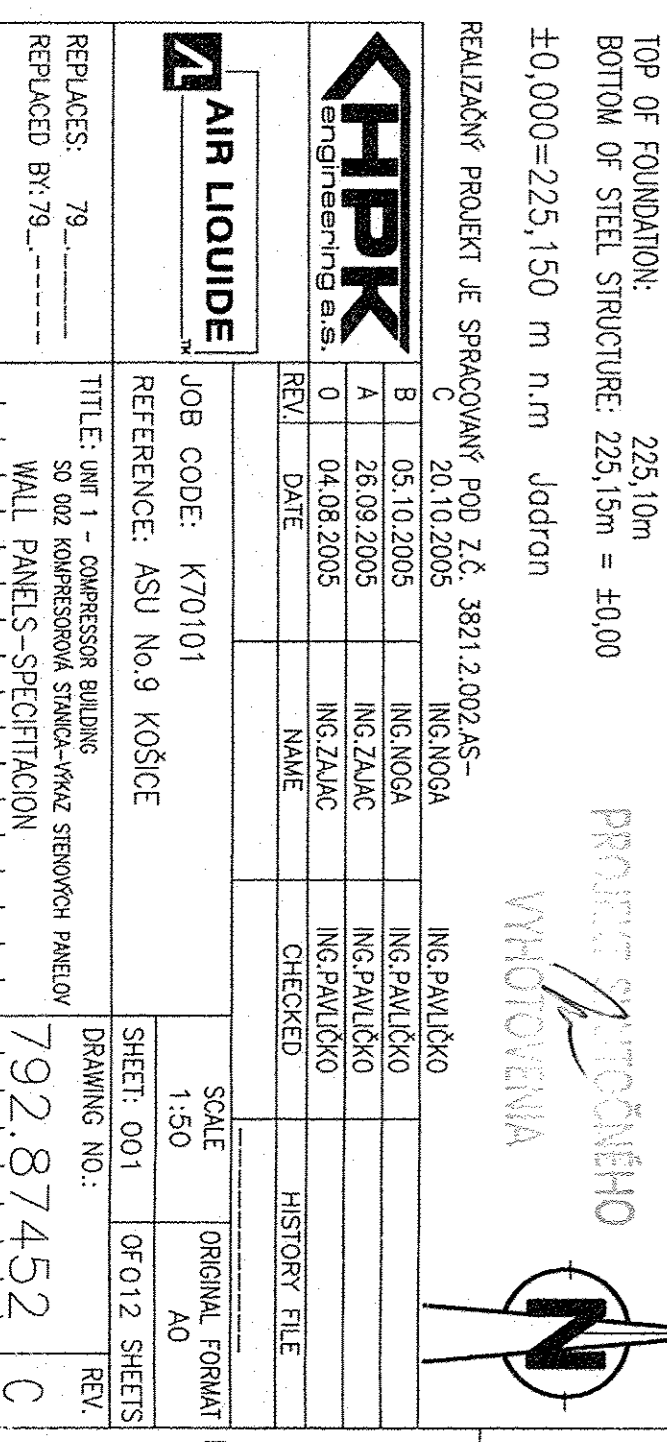 TOP OF FOUNDATION: 225,10m
BOTTOM OF STEEL STRUCTURE: 225,15m = ±0,00
±0,000=225,150 m n.m Jadran
PROJEKT SKUTOČNÉHO
VYHOTOVENIA
N
REALIZAČNÝ PROJEKT JE SPRACOVANÝ POD Z.Č. 3821.2.002.AS-
C 20.10.2005 ING.NOGA ING.PAVLIČKO
B 05.10.2005 ING.NOGA ING.PAVLIČKO
A 26.09.2005 ING.ZAJAC ING.PAVLIČKO
0 04.08.2005 ING.ZAJAC ING.PAVLIČKO
REV. DATE NAME CHECKED HISTORY FILE
HPK
engineering a.s.
AIR LIQUIDE
TM
JOB CODE: K70101
REFERENCE: ASU No.9 KOŠICE
SCALE
1:50
ORIGINAL FORMAT
A0
SHEET: 001 OF012 SHEETS
REPLACES: 79_.-----
REPLACED BY:79_.-----
TITLE: UNIT 1 - COMPRESSOR BUILDING
SO 002 KOMPRESOROVÁ STANICA-VÝKAZ STENOVÝCH PANELOV
WALL PANELS-SPECIFITACION
DRAWING NO.:
792.87452
REV.
C